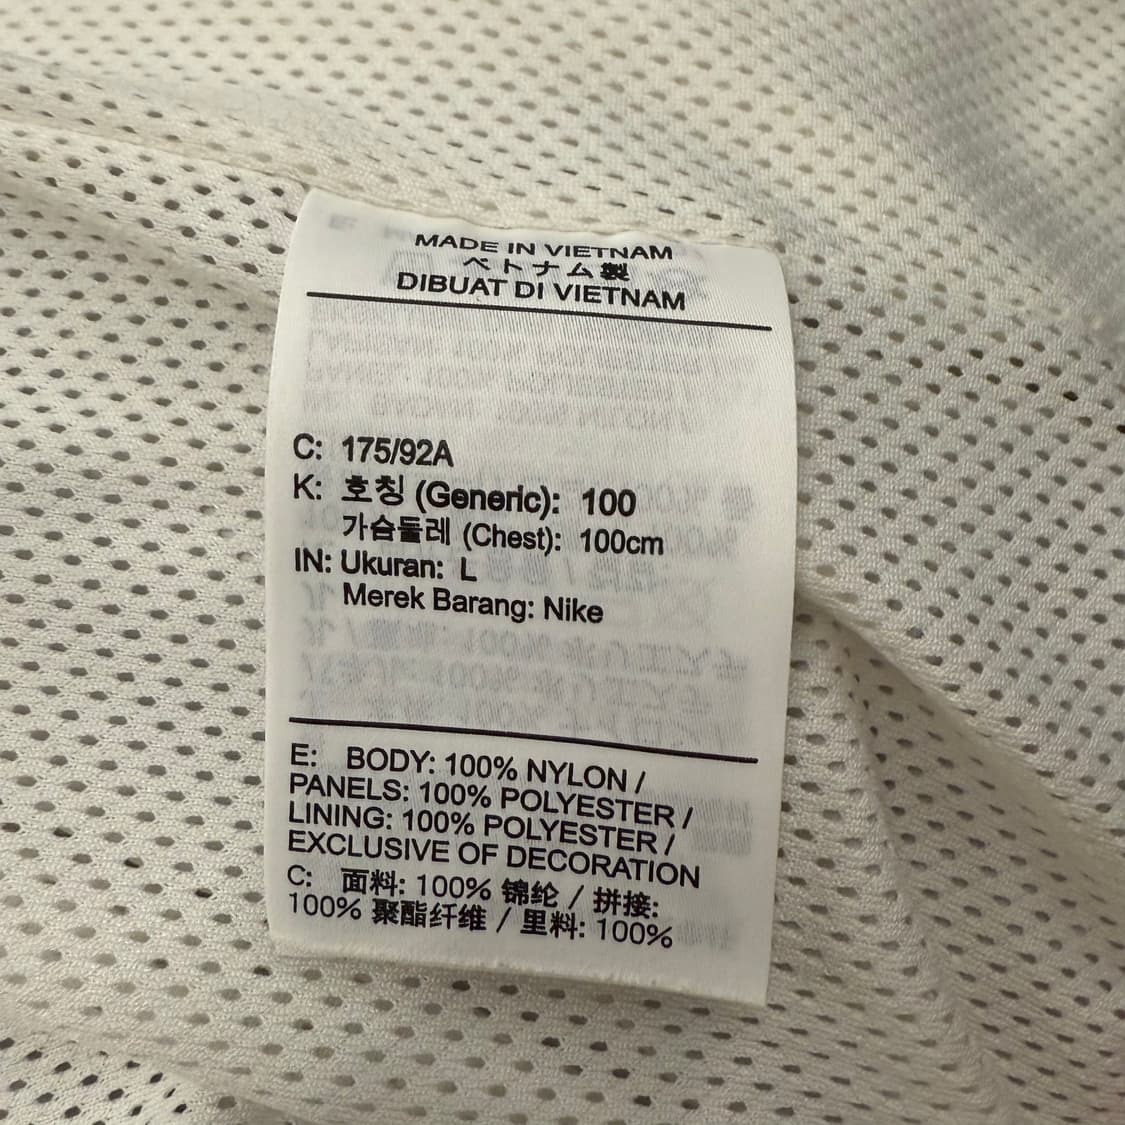 MADE IN VIETNAM
ベトナム製
DIBUAT DI VIETNAM
C: 175/92A
K: 호칭 (Generic): 100
가슴둘레 (Chest): 100cm
IN: Ukuran: L
Merek Barang: Nike
E: BODY: 100% NYLON /
PANELS: 100% POLYESTER /
LINING: 100% POLYESTER /
EXCLUSIVE OF DECORATION
C: 面料: 100% 锦纶 / 拼接:
100% 聚酯纤维 / 里料: 100%